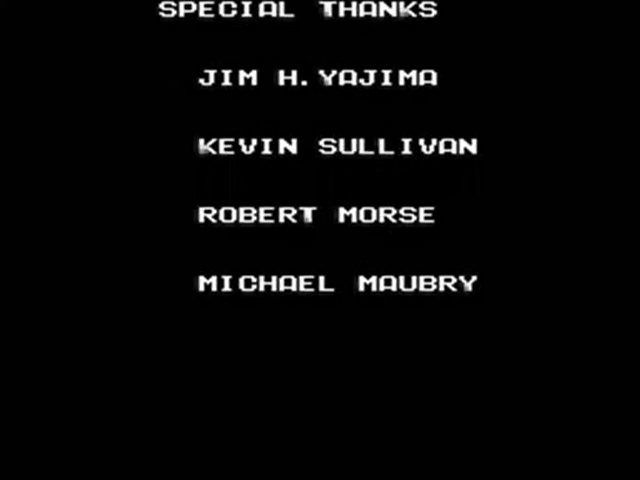 SPECIAL THANKS
JIM H.YAJIMA
KEVIN SULLIVAN
ROBERT MORSE
MICHAEL MAUBRY